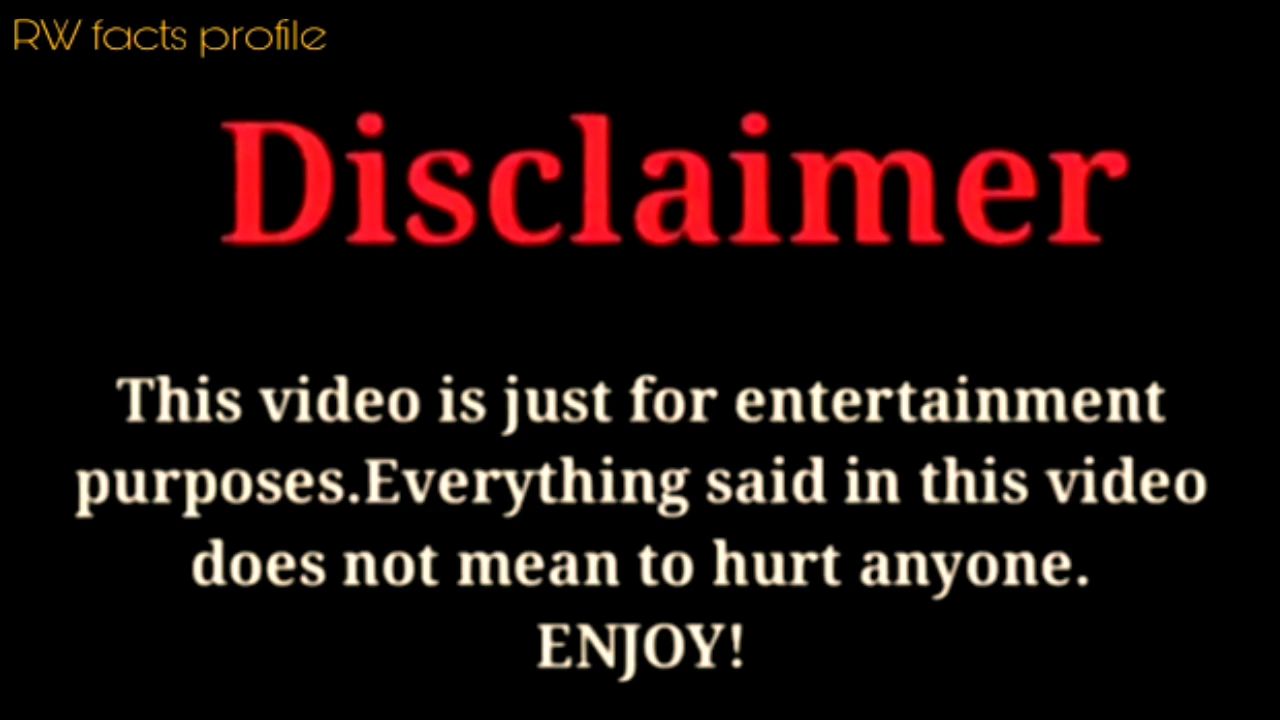 RW facts profile
Disclaimer
This video is just for entertainment
purposes.Everything said in this video
does not mean to hurt anyone.
ENJOY!